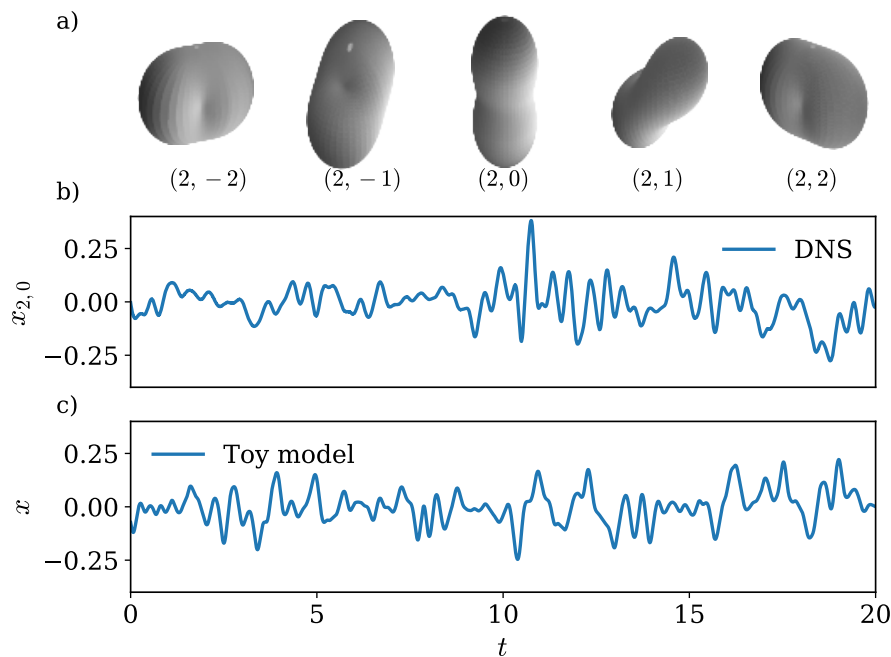 a)
(2, −2) (2, −1) (2, 0) (2, 1) (2, 2)
b)
0.25
0.00
−0.25
x2,0
DNS
c)
0.25
0.00
−0.25
x
Toy model
0 5 10 15 20
t